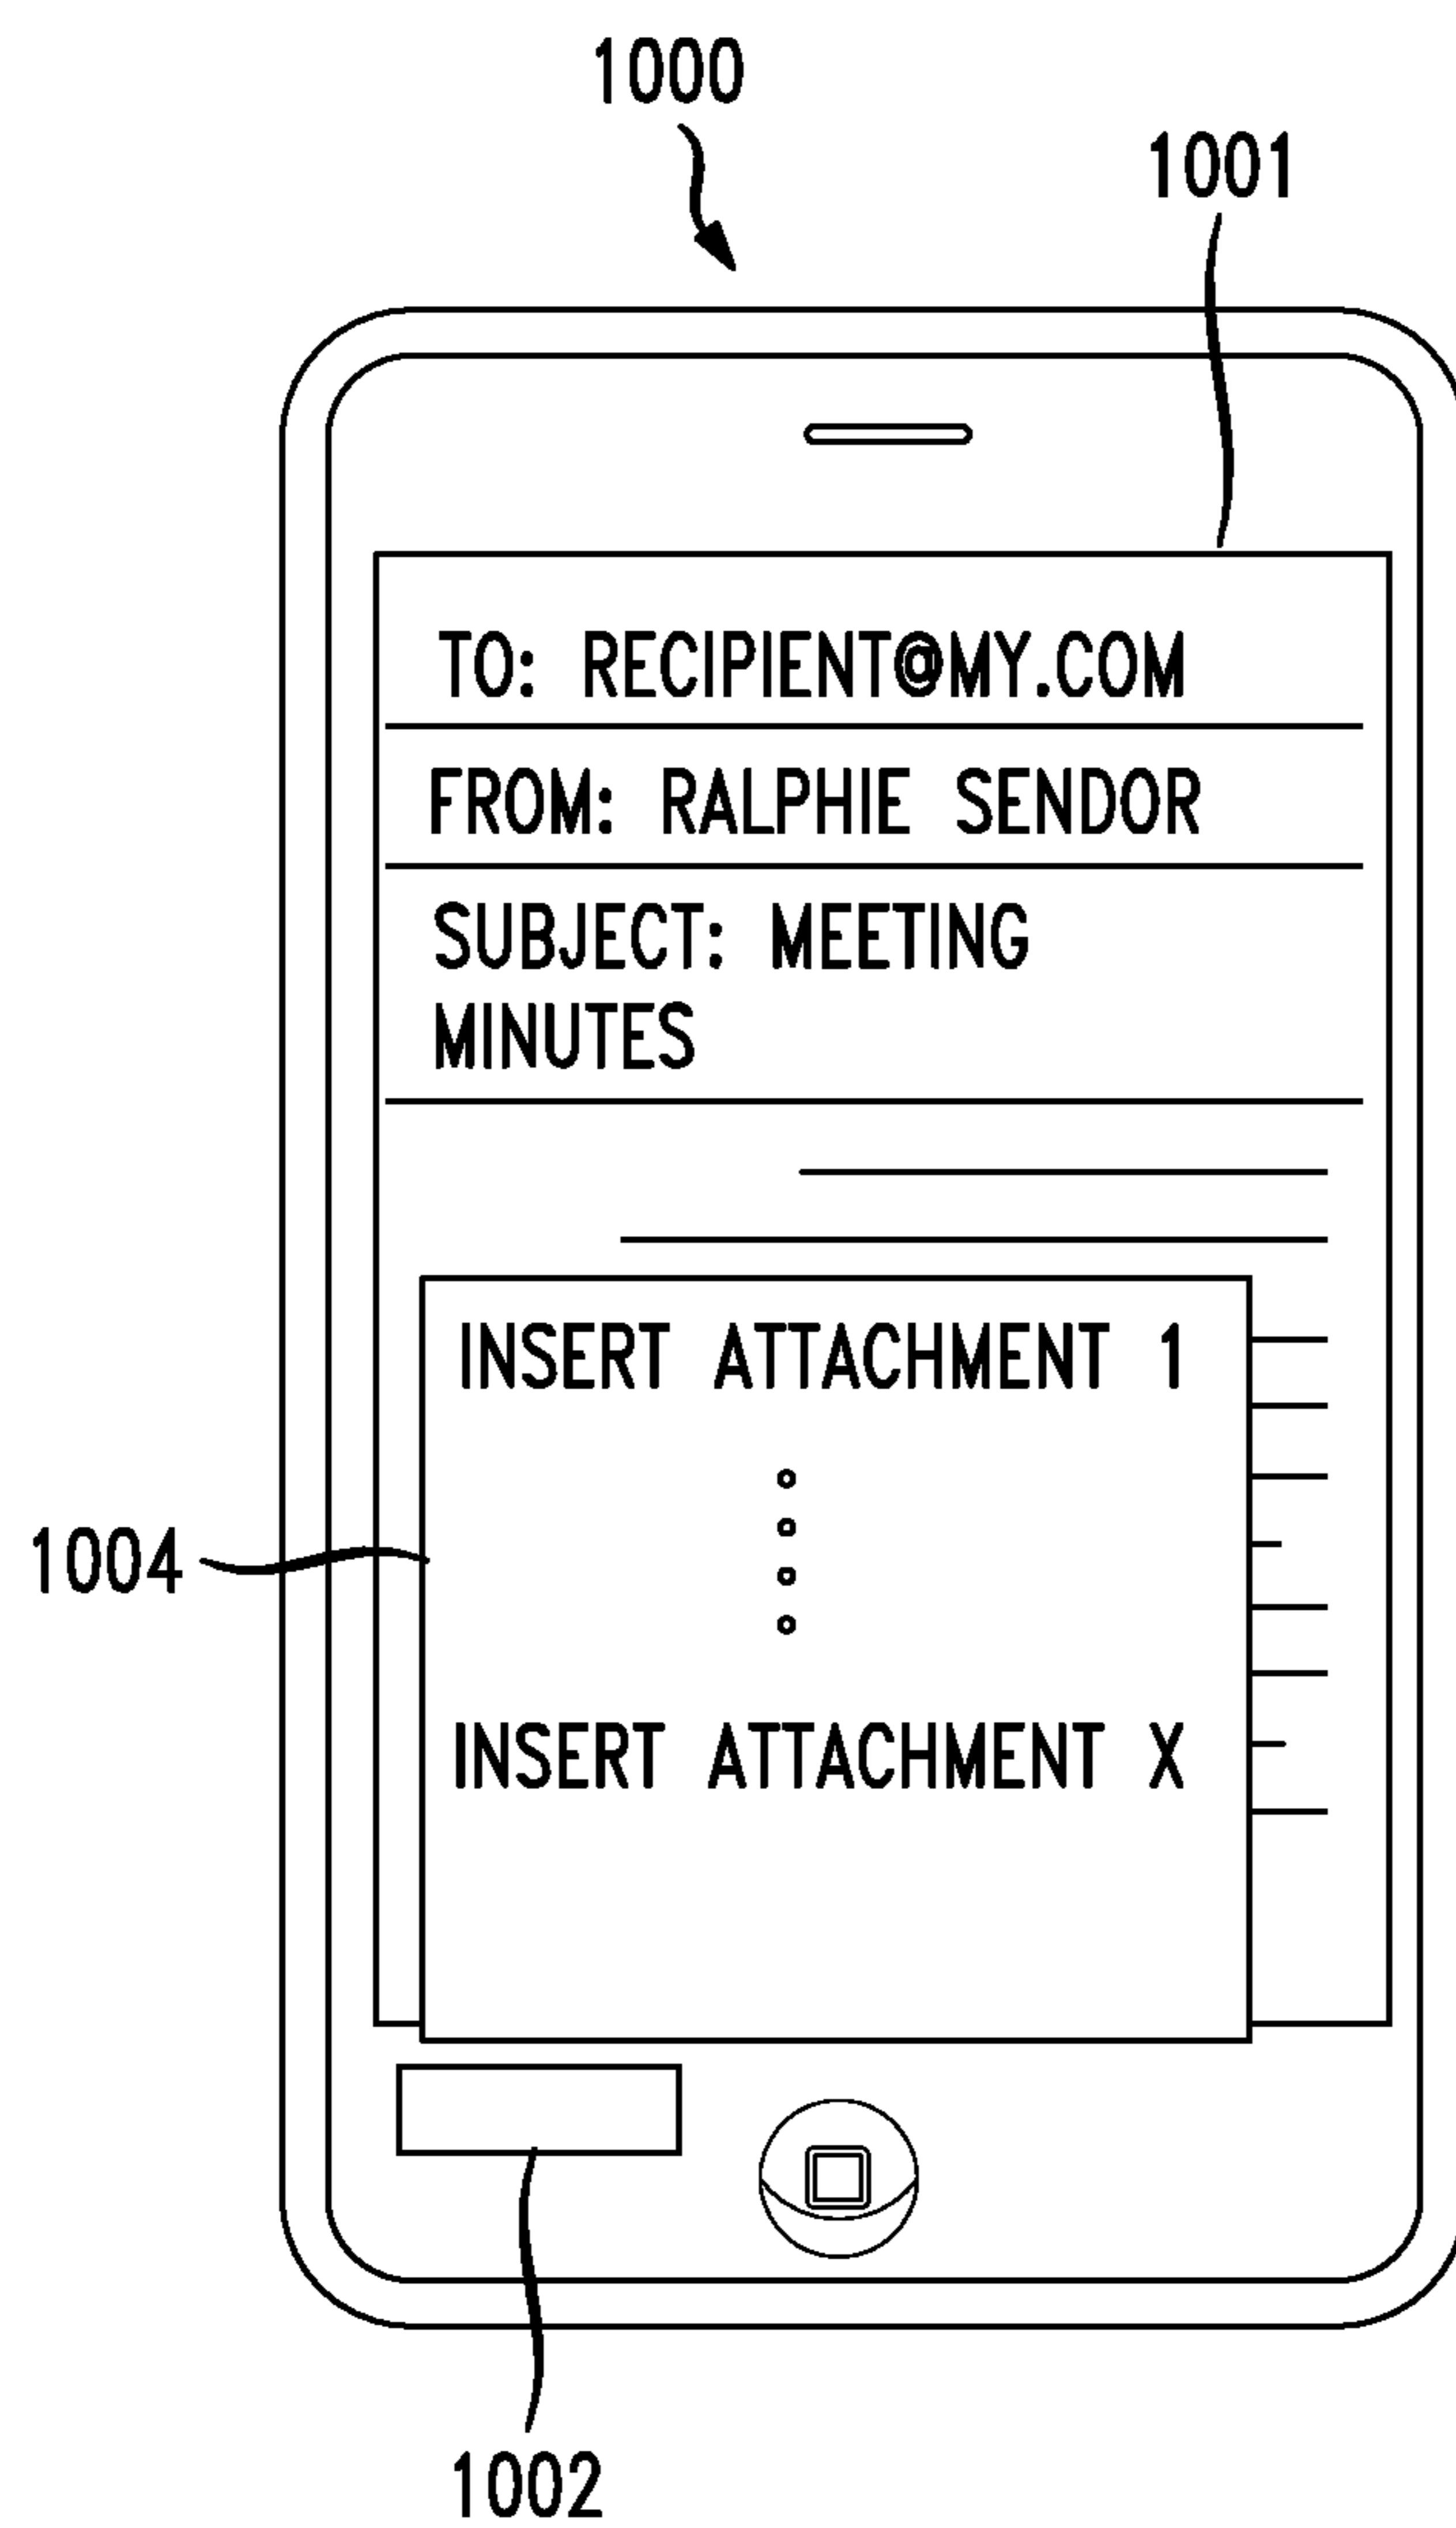 1000
1001
TO: RECIPIENT@MY.COM
FROM: RALPHIE SENDOR
SUBJECT: MEETING
MINUTES
INSERT ATTACHMENT 1
1004
INSERT ATTACHMENT X
1002